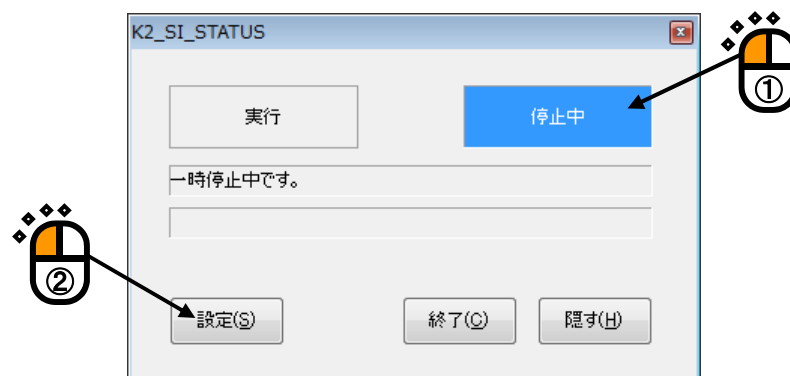 K2_SI_STATUS
①
実行 停止中
一時停止中です。
②
設定(S) 終了(C) 隠す(H)